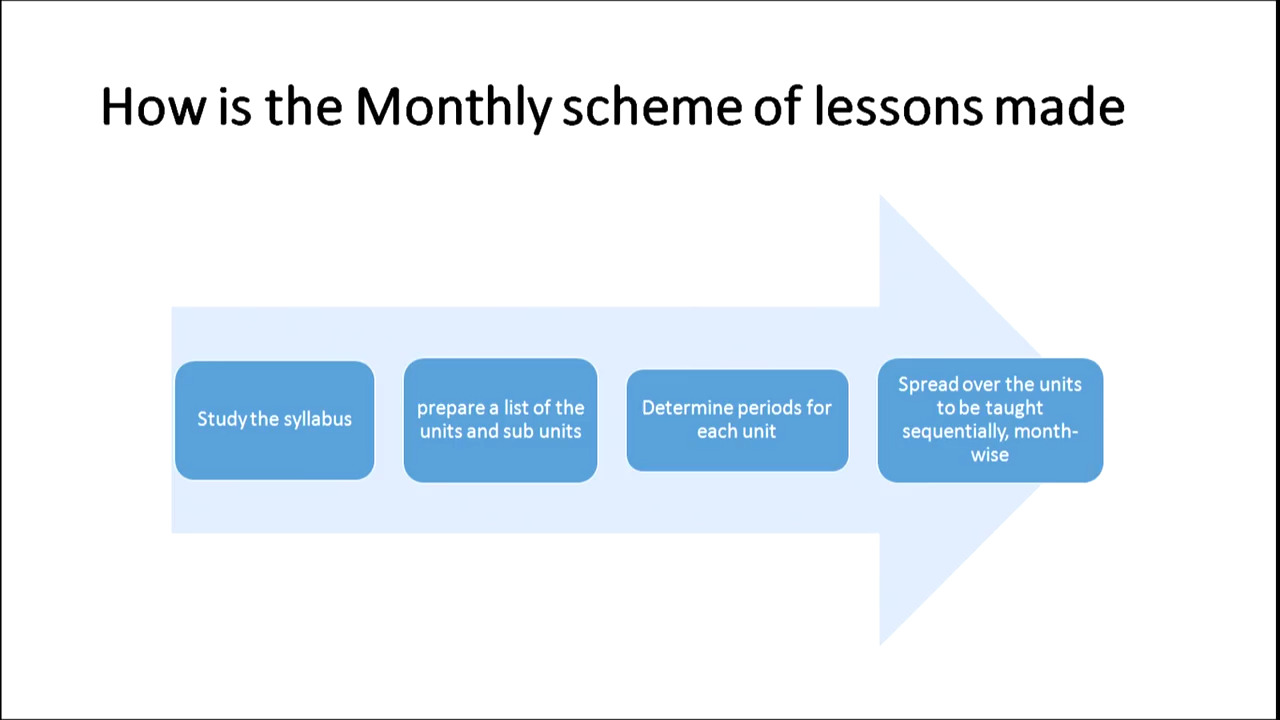 How is the Monthly scheme of lessons made
Study the syllabus
prepare a list of the
units and sub units
Determine periods for
each unit
Spread over the units
to be taught
sequentially, month-
wise